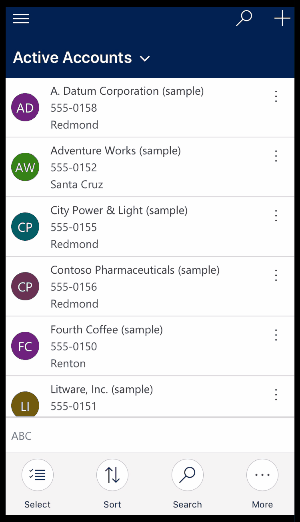 Active Accounts
AD
A. Datum Corporation (sample)
555-0158
Redmond
AW
Adventure Works (sample)
555-0152
Santa Cruz
CP
City Power & Light (sample)
555-0155
Redmond
CP
Contoso Pharmaceuticals (sample)
555-0156
Redmond
FC
Fourth Coffee (sample)
555-0150
Renton
LI
Litware, Inc. (sample)
555-0151
ABC
Select Sort Search More